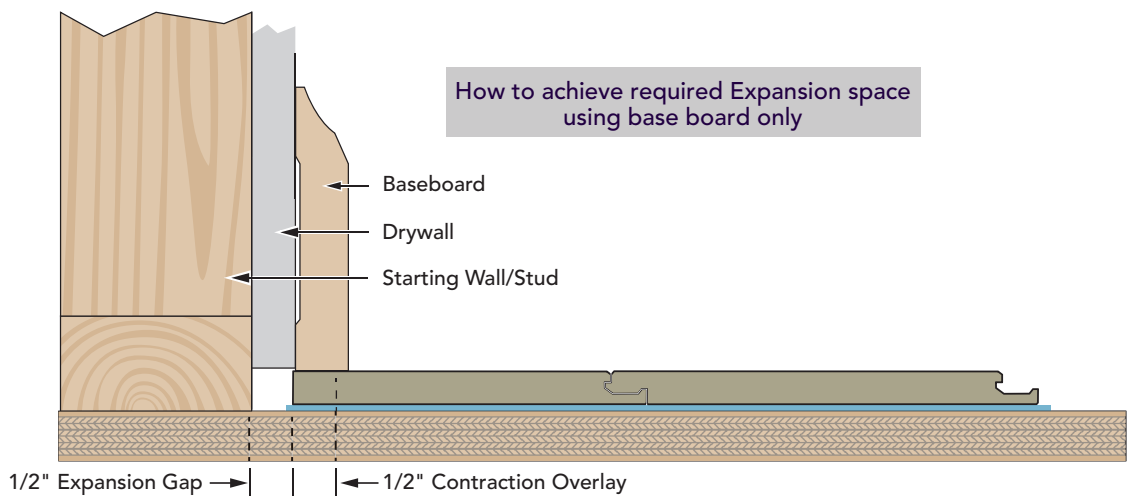 How to achieve required Expansion space
using base board only
Baseboard
Drywall
Starting Wall/Stud
1/2" Expansion Gap
1/2" Contraction Overlay